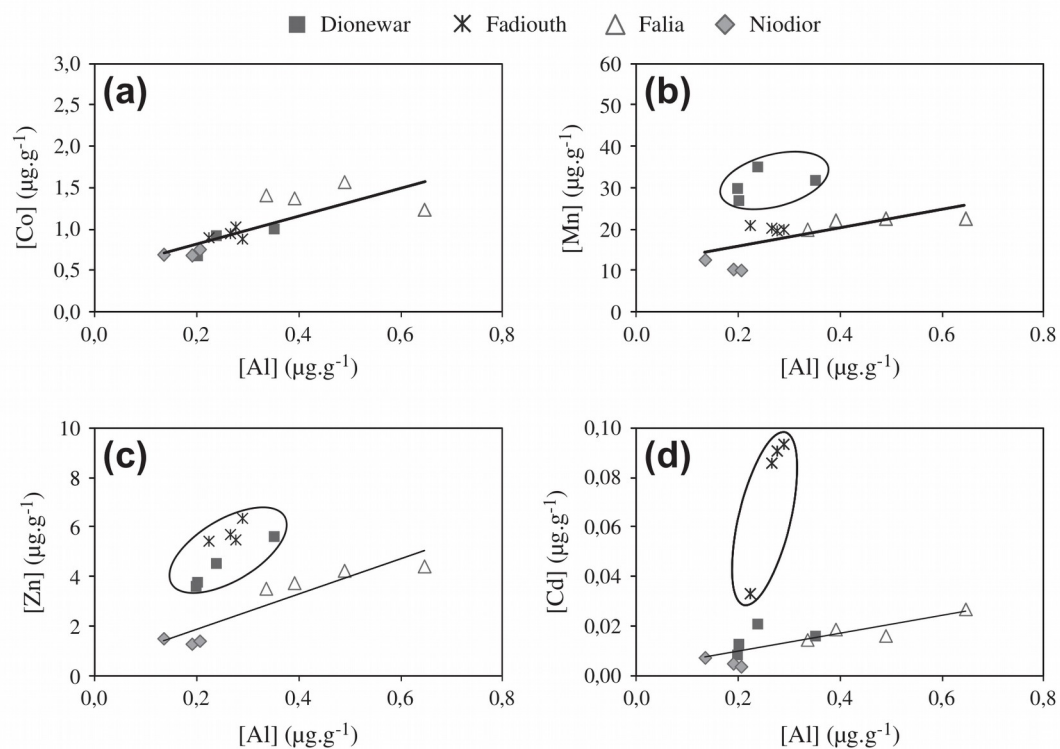 Dionewar Fadiouth Falia Niodior
(a)
[Co] (µg.g-1)
3,0
2,5
2,0
1,5
1,0
0,5
0,0
0,0 0,2 0,4 0,6 0,8
[Al] (µg.g-1)
(b)
[Mn] (µg.g-1)
60
50
40
30
20
10
0
0,0 0,2 0,4 0,6 0,8
[Al] (µg.g-1)
(c)
[Zn] (µg.g-1)
10
8
6
4
2
0
0,0 0,2 0,4 0,6 0,8
[Al] (µg.g-1)
(d)
[Cd] (µg.g-1)
0,10
0,08
0,06
0,04
0,02
0,00
0,0 0,2 0,4 0,6 0,8
[Al] (µg.g-1)